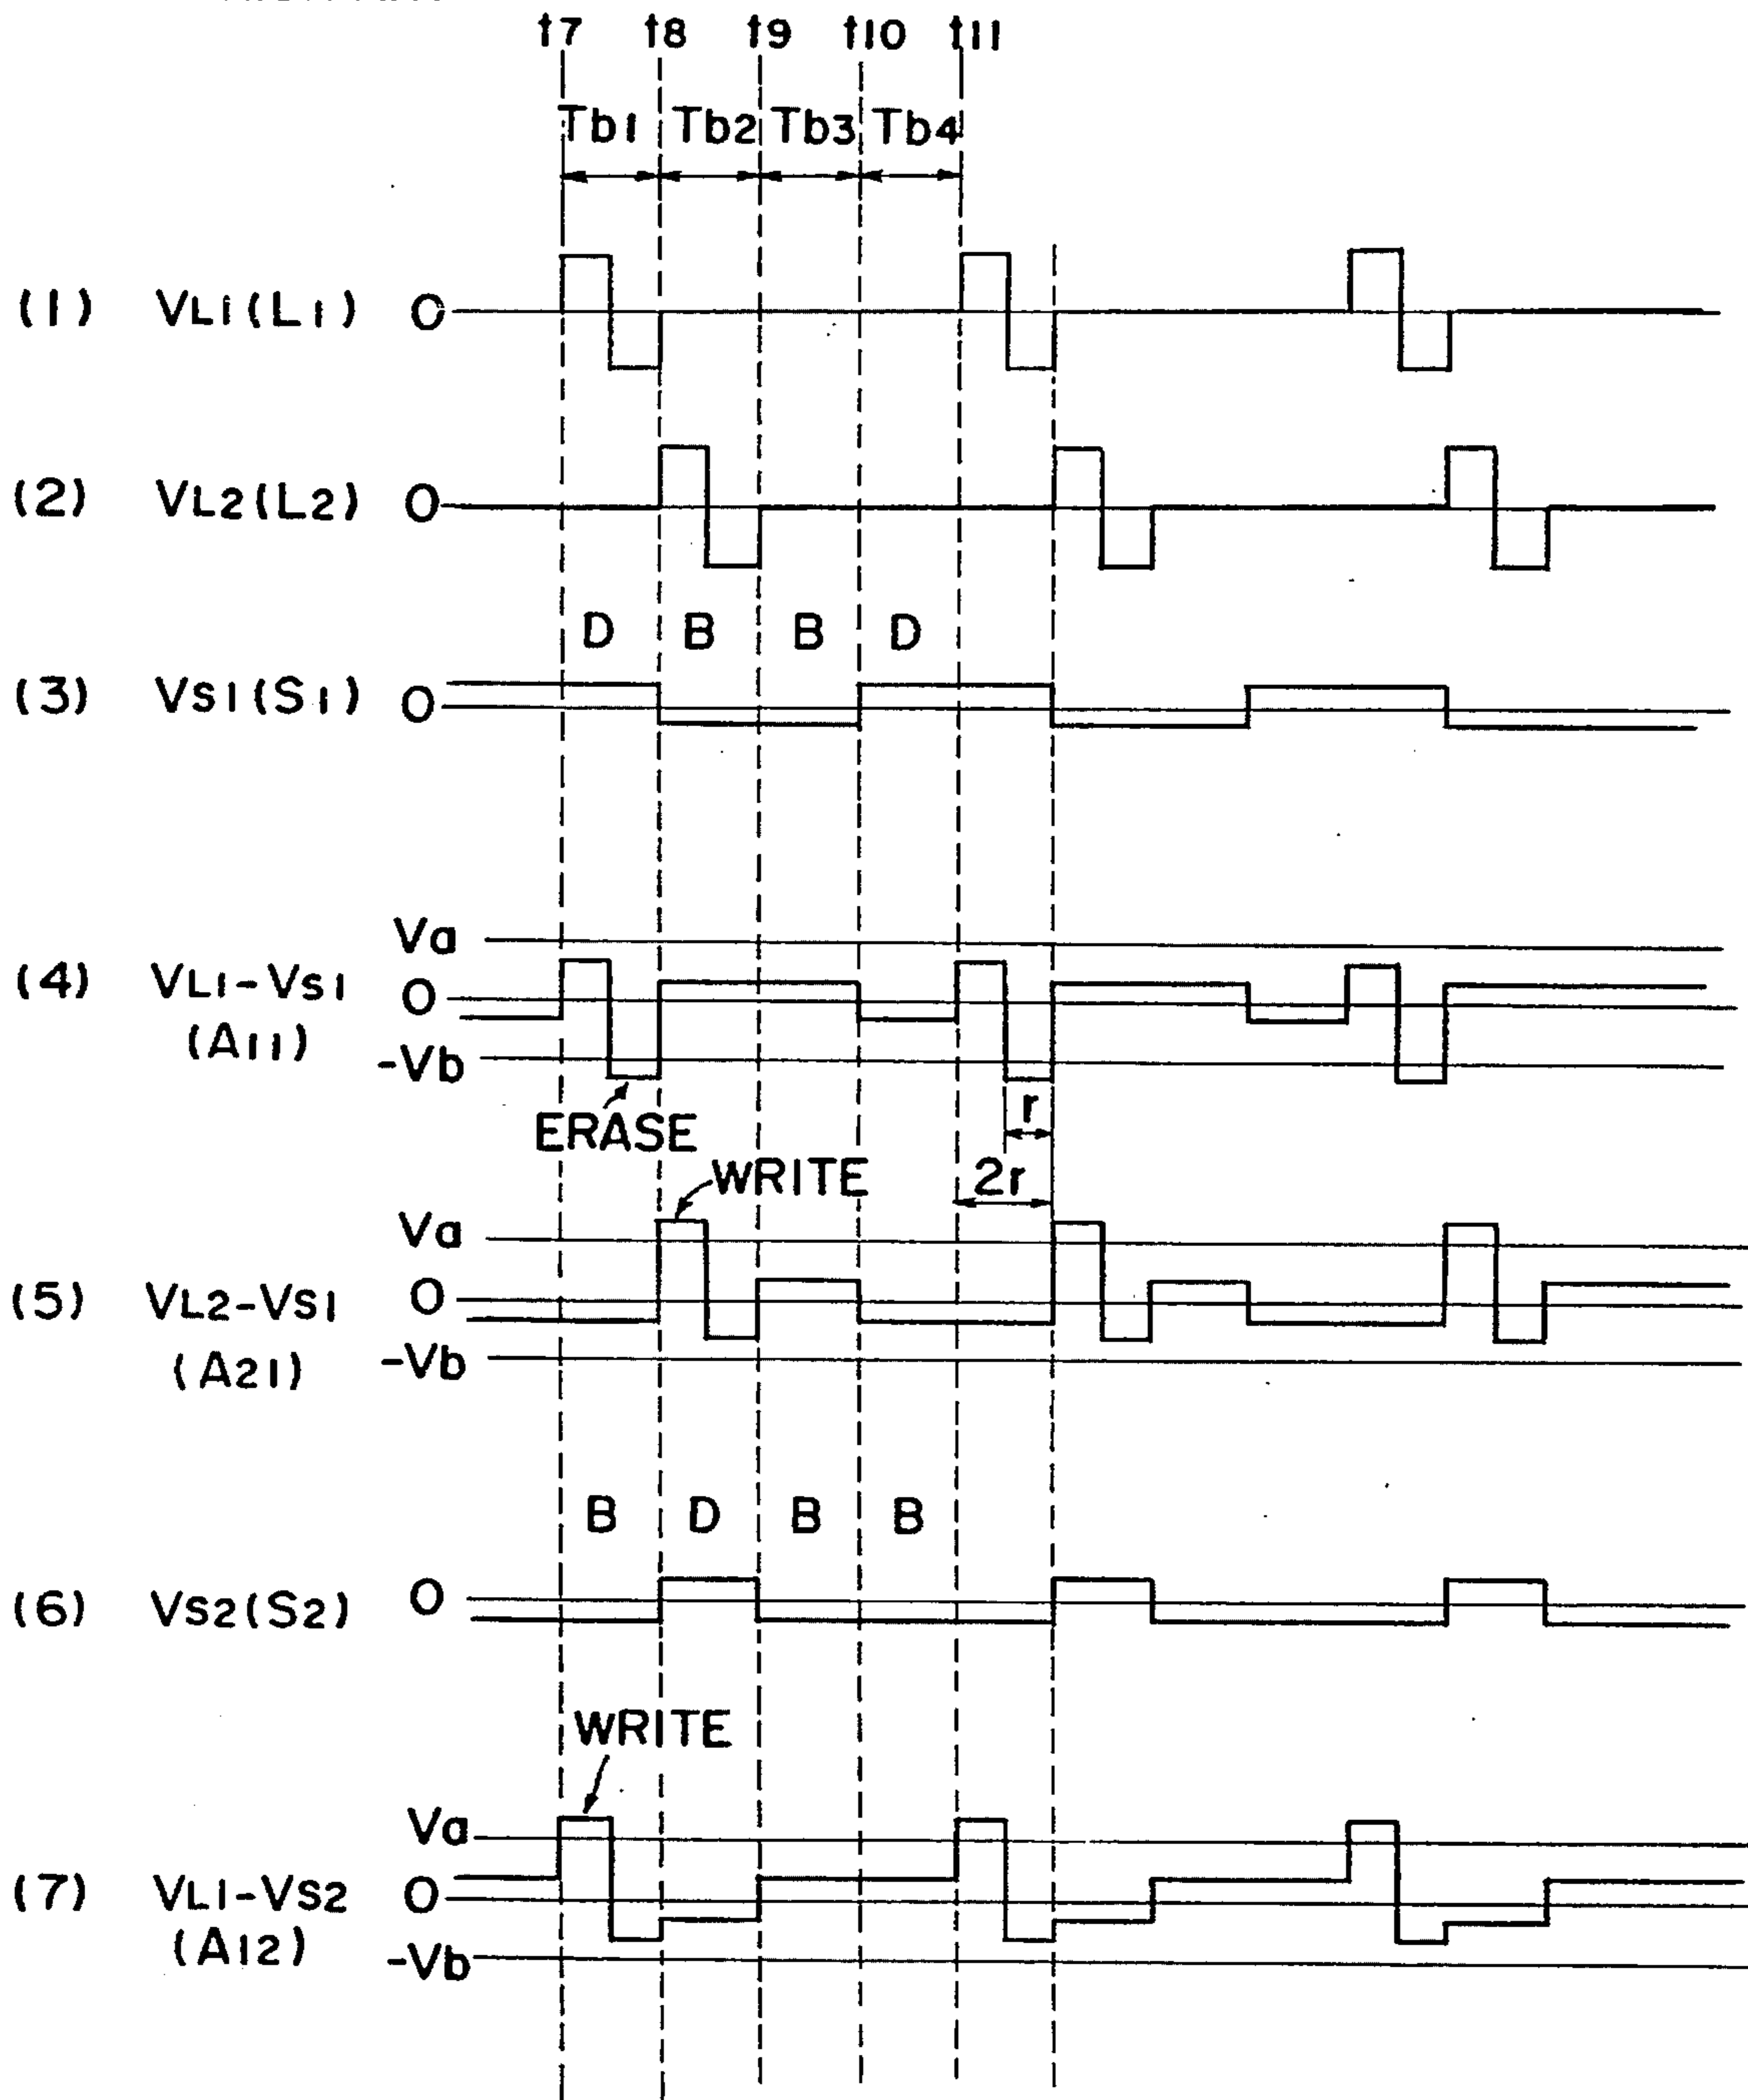 t7 t8 t9 t10 t11
Tb1 Tb2 Tb3 Tb4
(1) VL1(L1) 0
(2) VL2(L2) 0
D B B D
(3) VS1(S1) 0
Va
(4) VL1-VS1 0
(A11)
-Vb
r
ERASE
WRITE 2r
Va
(5) VL2-VS1 0
(A21) -Vb
B D B B
(6) VS2(S2) 0
WRITE
Va
(7) VL1-VS2 0
(A12) -Vb